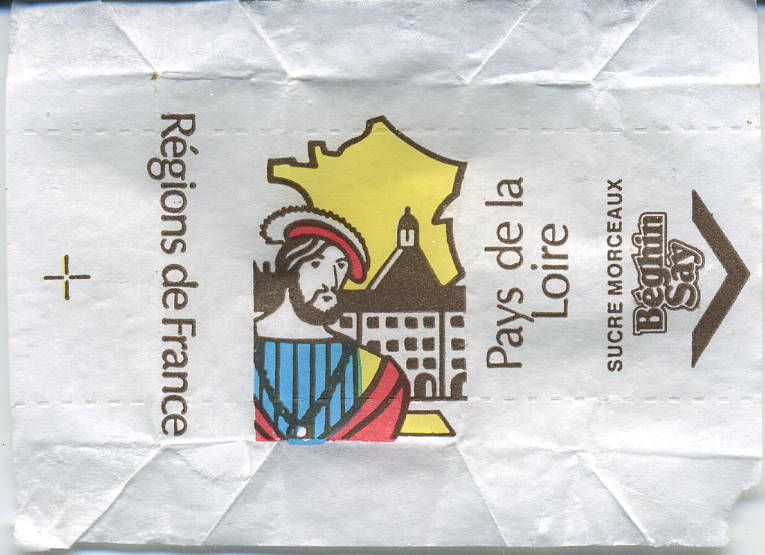 Régions de France
Pays de la
Loire
SUCRE MORCEAUX
Béghin
Say